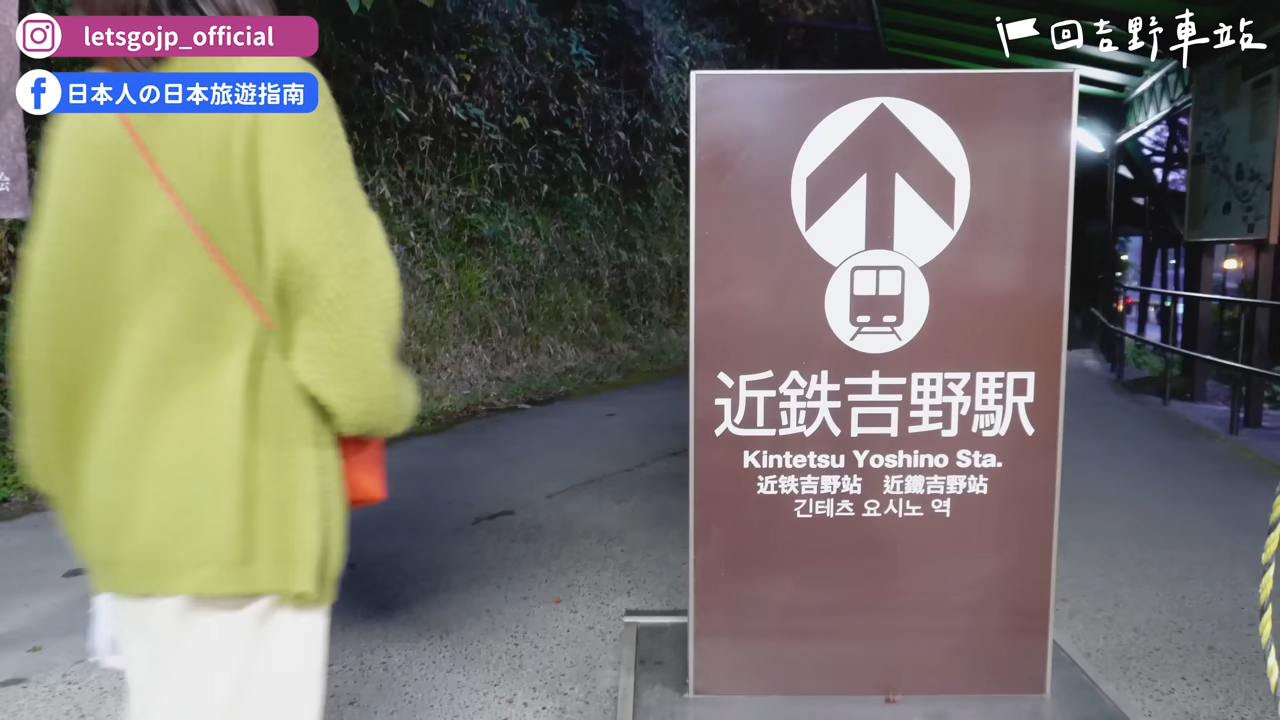 letsgojp_official
日本人の日本旅遊指南
回吉野車站
絵
近鉄吉野駅
Kintetsu Yoshino Sta.
近铁吉野站 近鐵吉野站
긴테츠 요시노 역